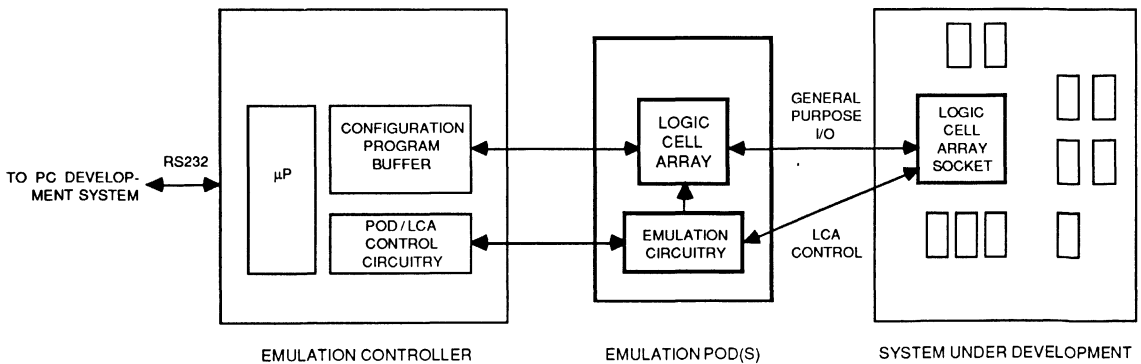 TO PC DEVELOP-
MENT SYSTEM
RS232
µP
CONFIGURATION
PROGRAM
BUFFER
POD/LCA
CONTROL
CIRCUITRY
EMULATION CONTROLLER
LOGIC
CELL
ARRAY
EMULATION
CIRCUITRY
EMULATION POD(S)
GENERAL
PURPOSE
I/O
LCA
CONTROL
LOGIC
CELL
ARRAY
SOCKET
SYSTEM UNDER DEVELOPMENT